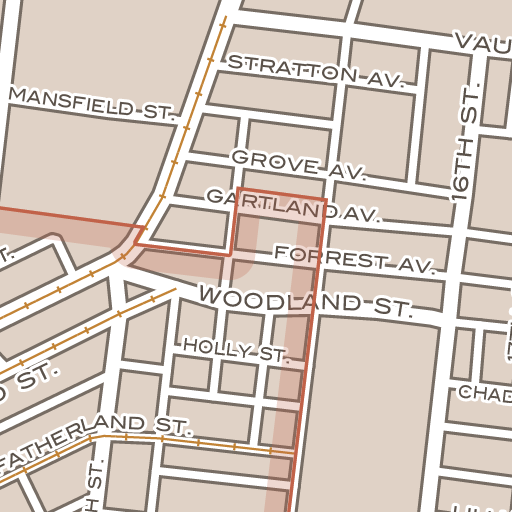 VAU
STRATTON AV.
MANSFIELD ST.
16TH ST.
GROVE AV.
GARTLAND AV.
FORREST AV.
WOODLAND ST.
HOLLY ST.
CHAD
FATHERLAND ST.
H ST.